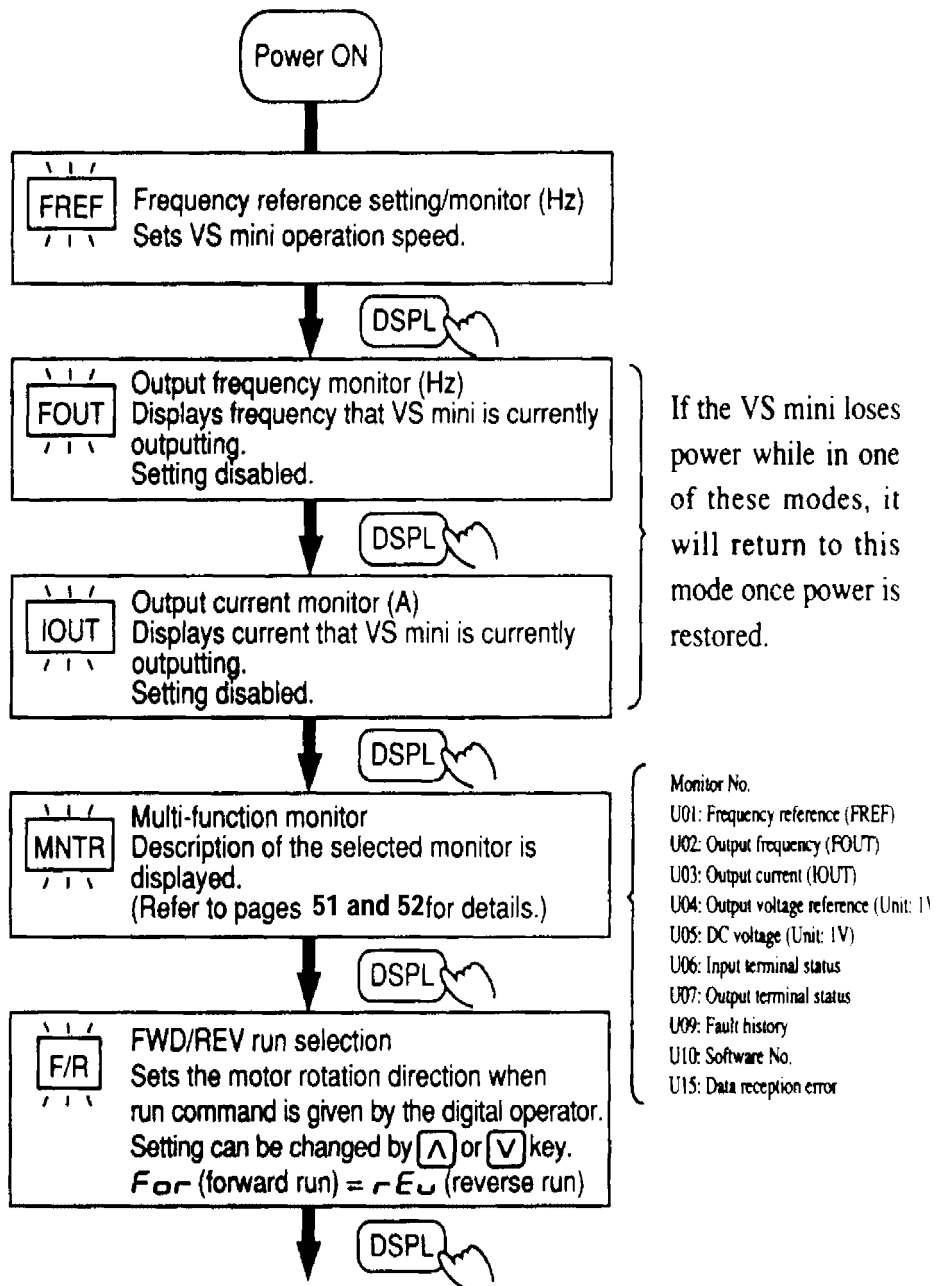 Power ON
FREF
Frequency reference setting/monitor (Hz)
Sets VS mini operation speed.
DSPL
FOUT
Output frequency monitor (Hz)
Displays frequency that VS mini is currently
outputting.
Setting disabled.
DSPL
IOUT
Output current monitor (A)
Displays current that VS mini is currently
outputting.
Setting disabled.
If the VS mini loses
power while in one
of these modes, it
will return to this
mode once power is
restored.
DSPL
MNTR
Multi-function monitor
Description of the selected monitor is
displayed.
(Refer to pages 51 and 52 for details.)
Monitor No.
U01: Frequency reference (FREF)
U02: Output frequency (FOUT)
U03: Output current (IOUT)
U04: Output voltage reference (Unit: 1V
U05: DC voltage (Unit: 1V)
U06: Input terminal status
U07: Output terminal status
U09: Fault history
U10: Software No.
U15: Data reception error
DSPL
F/R
FWD/REV run selection
Sets the motor rotation direction when
run command is given by the digital operator.
Setting can be changed by ∧ or ∨ key.
For (forward run) = rEv (reverse run)
DSPL